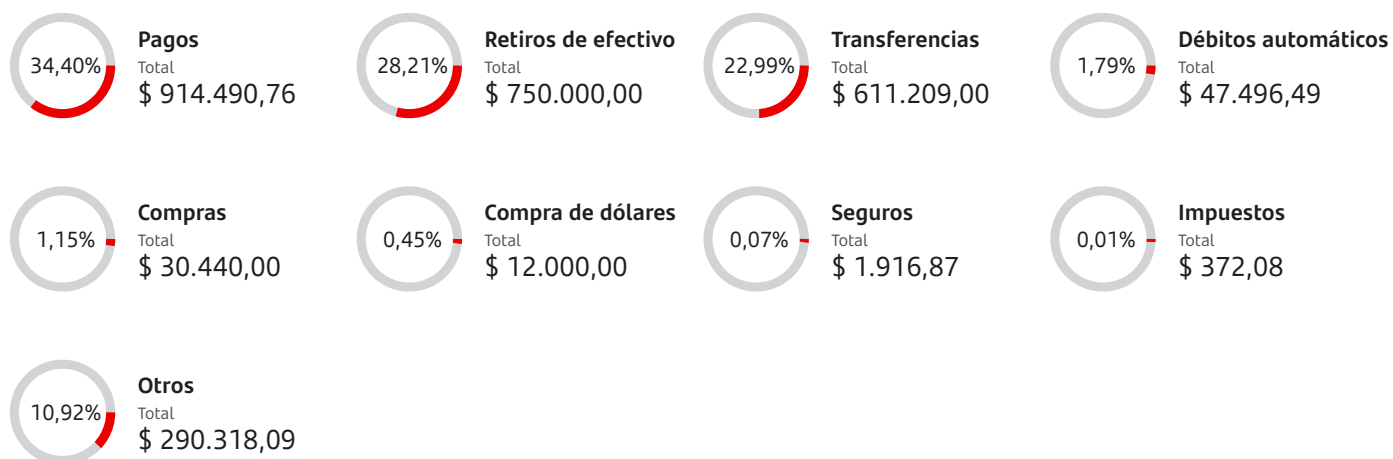 34,40%
Pagos
Total
$ 914.490,76
28,21%
Retiros de efectivo
Total
$ 750.000,00
22,99%
Transferencias
Total
$ 611.209,00
1,79%
Débitos automáticos
Total
$ 47.496,49
1,15%
Compras
Total
$ 30.440,00
0,45%
Compra de dólares
Total
$ 12.000,00
0,07%
Seguros
Total
$ 1.916,87
0,01%
Impuestos
Total
$ 372,08
10,92%
Otros
Total
$ 290.318,09